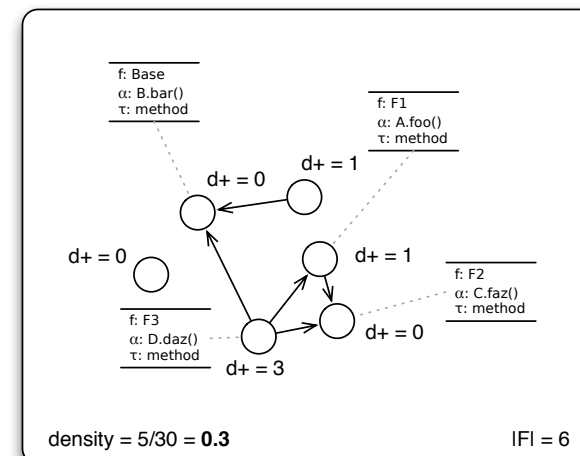 f: Base
α: B.bar()
τ: method
f: F1
α: A.foo()
τ: method
d+ = 1
d+ = 0
d+ = 0
d+ = 1
f: F2
α: C.faz()
τ: method
f: F3
α: D.daz()
τ: method
d+ = 0
d+ = 3
density = 5/30 = 0.3
|F| = 6